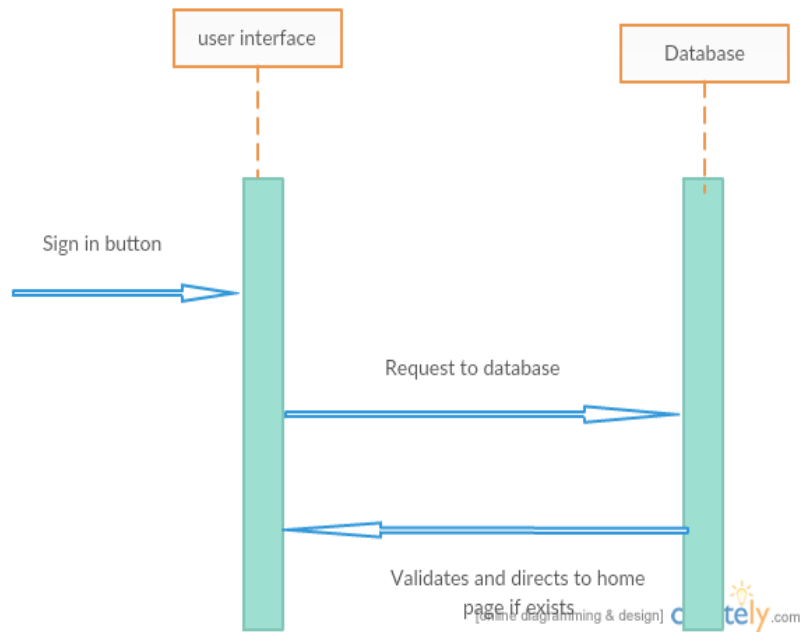 user interface
Database
Sign in button
Request to database
Validates and directs to home
page if exists
[online diagramming & design]
.com